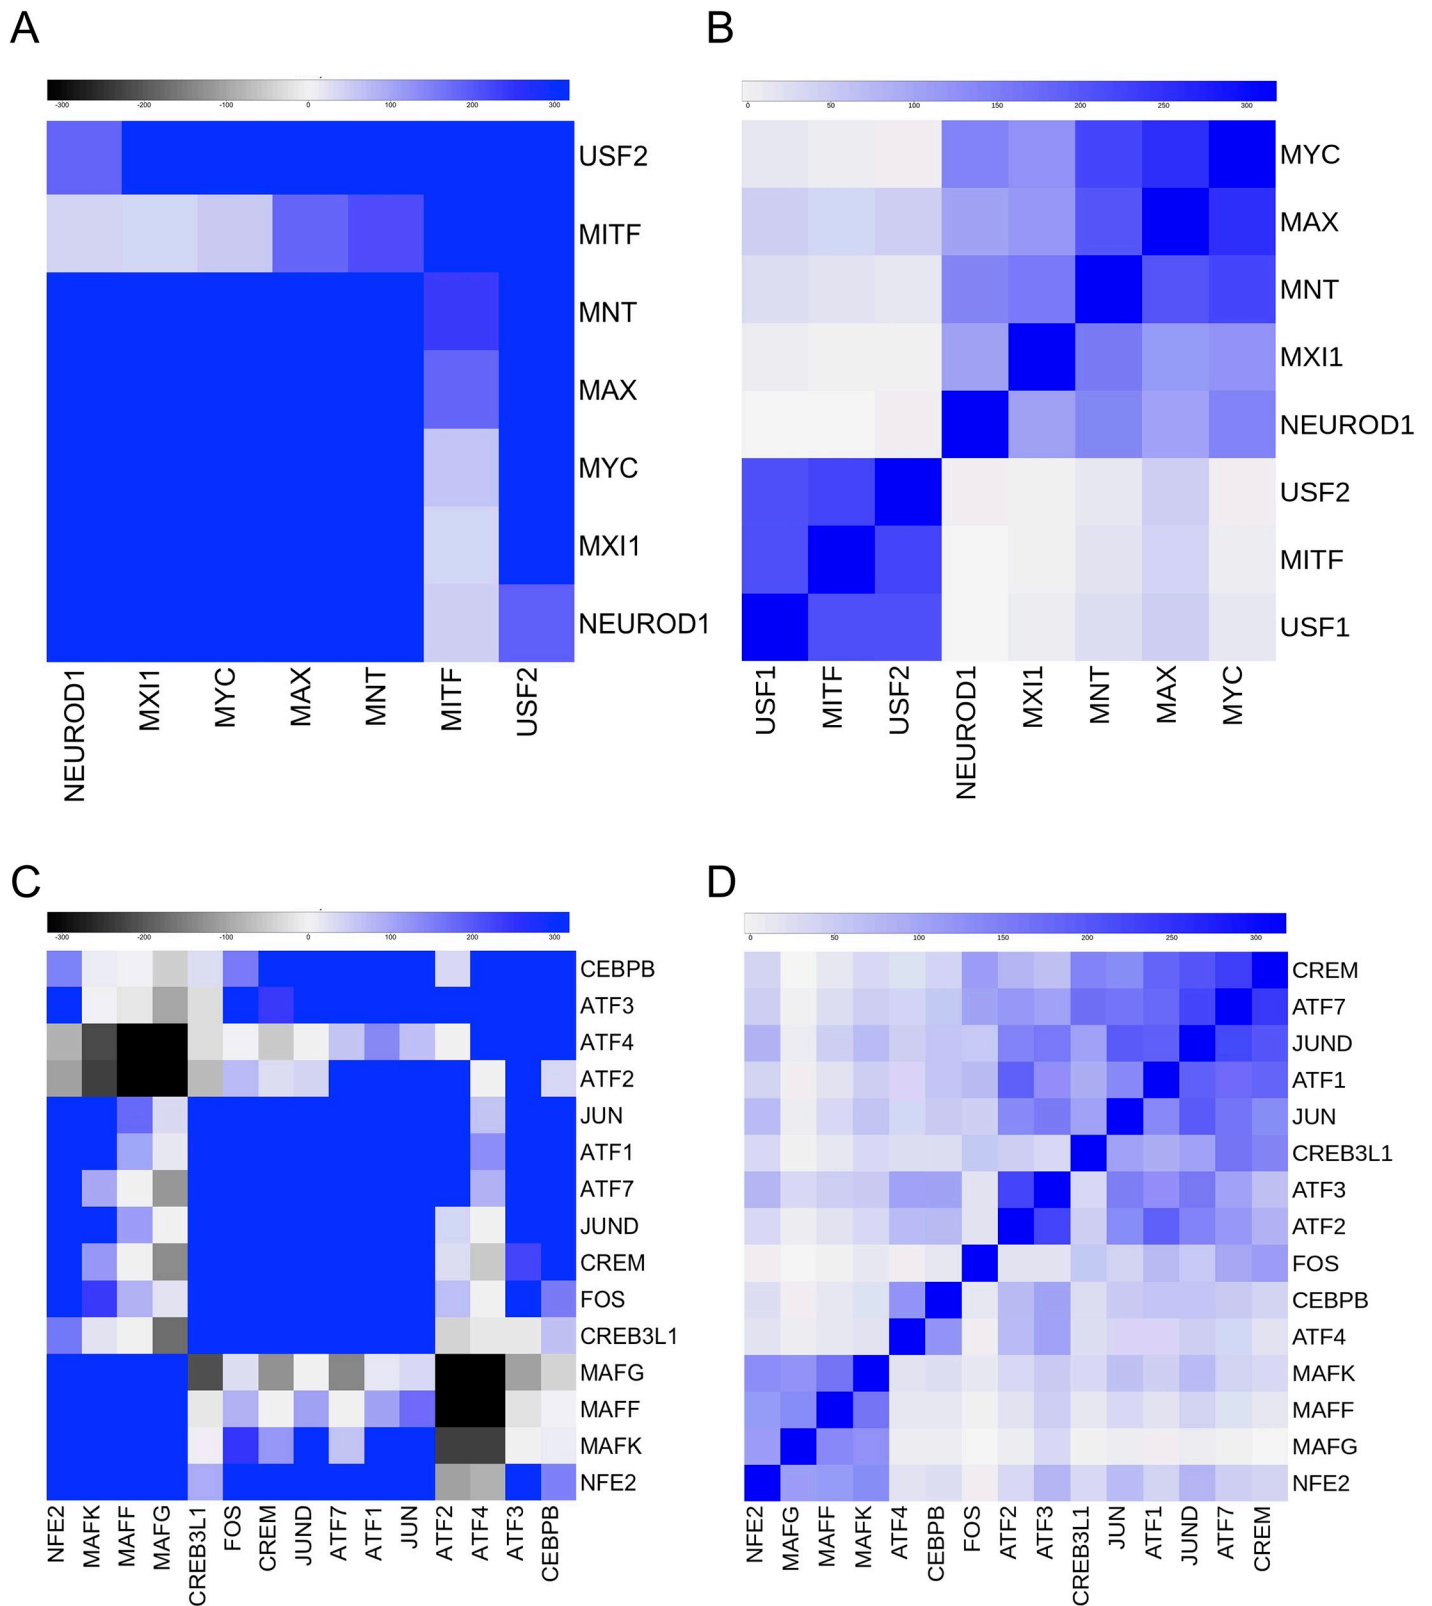 A
-300 -200 -100 0 100 200 300
USF2
MITF
MNT
MAX
MYC
MXI1
NEUROD1
NEUROD1 MXI1 MYC MAX MNT MITF USF2
B
0 50 100 150 200 250 300
MYC
MAX
MNT
MXI1
NEUROD1
USF2
MITF
USF1
USF1 MITF USF2 NEUROD1 MXI1 MNT MAX MYC
C
-300 -200 -100 0 100 200 300
CEBPB
ATF3
ATF4
ATF2
JUN
ATF1
ATF7
JUND
CREM
FOS
CREB3L1
MAFG
MAFF
MAFK
NFE2
NFE2 MAFK MAFF MAFG CREB3L1 FOS CREM JUND ATF7 ATF1 JUN ATF2 ATF4 ATF3 CEBPB
D
0 50 100 150 200 250 300
CREM
ATF7
JUND
ATF1
JUN
CREB3L1
ATF3
ATF2
FOS
CEBPB
ATF4
MAFK
MAFF
MAFG
NFE2
NFE2 MAFG MAFF MAFK ATF4 CEBPB FOS ATF2 ATF3 CREB3L1 JUN ATF1 JUND ATF7 CREM